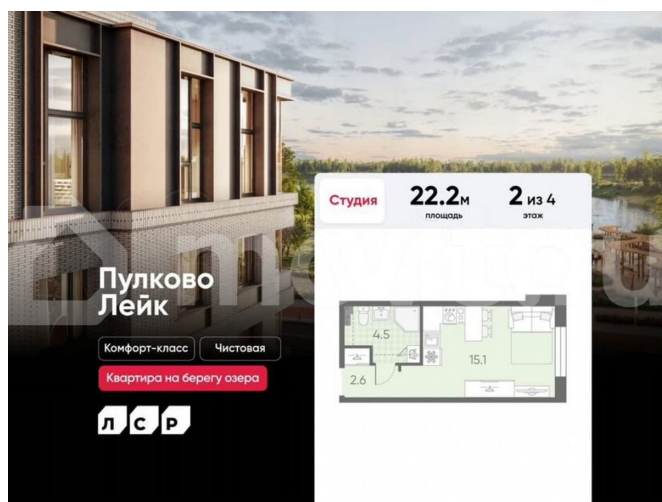 Студия
22.2м
площадь
2 из 4
этаж
Пулково
Лейк
Комфорт-класс
Чистовая
Квартира на берегу озера
ЛСР
4.5
15.1
2.6